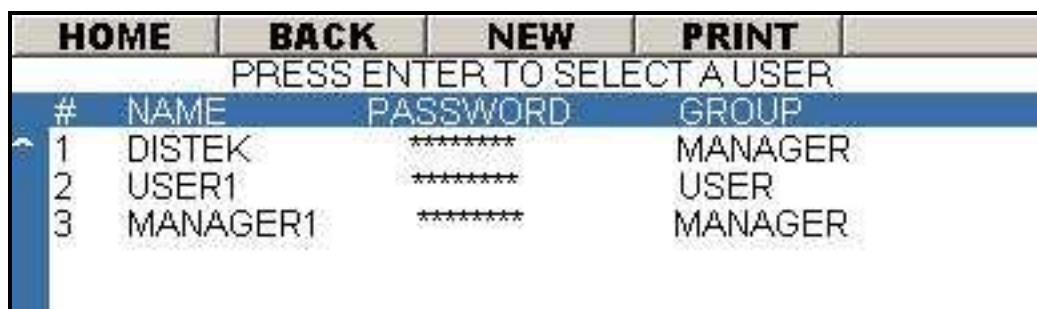 HOME BACK NEW PRINT
PRESS ENTER TO SELECT A USER
# NAME PASSWORD GROUP
1 DISTEK ******** MANAGER
2 USER1 ******** USER
3 MANAGER1 ******** MANAGER